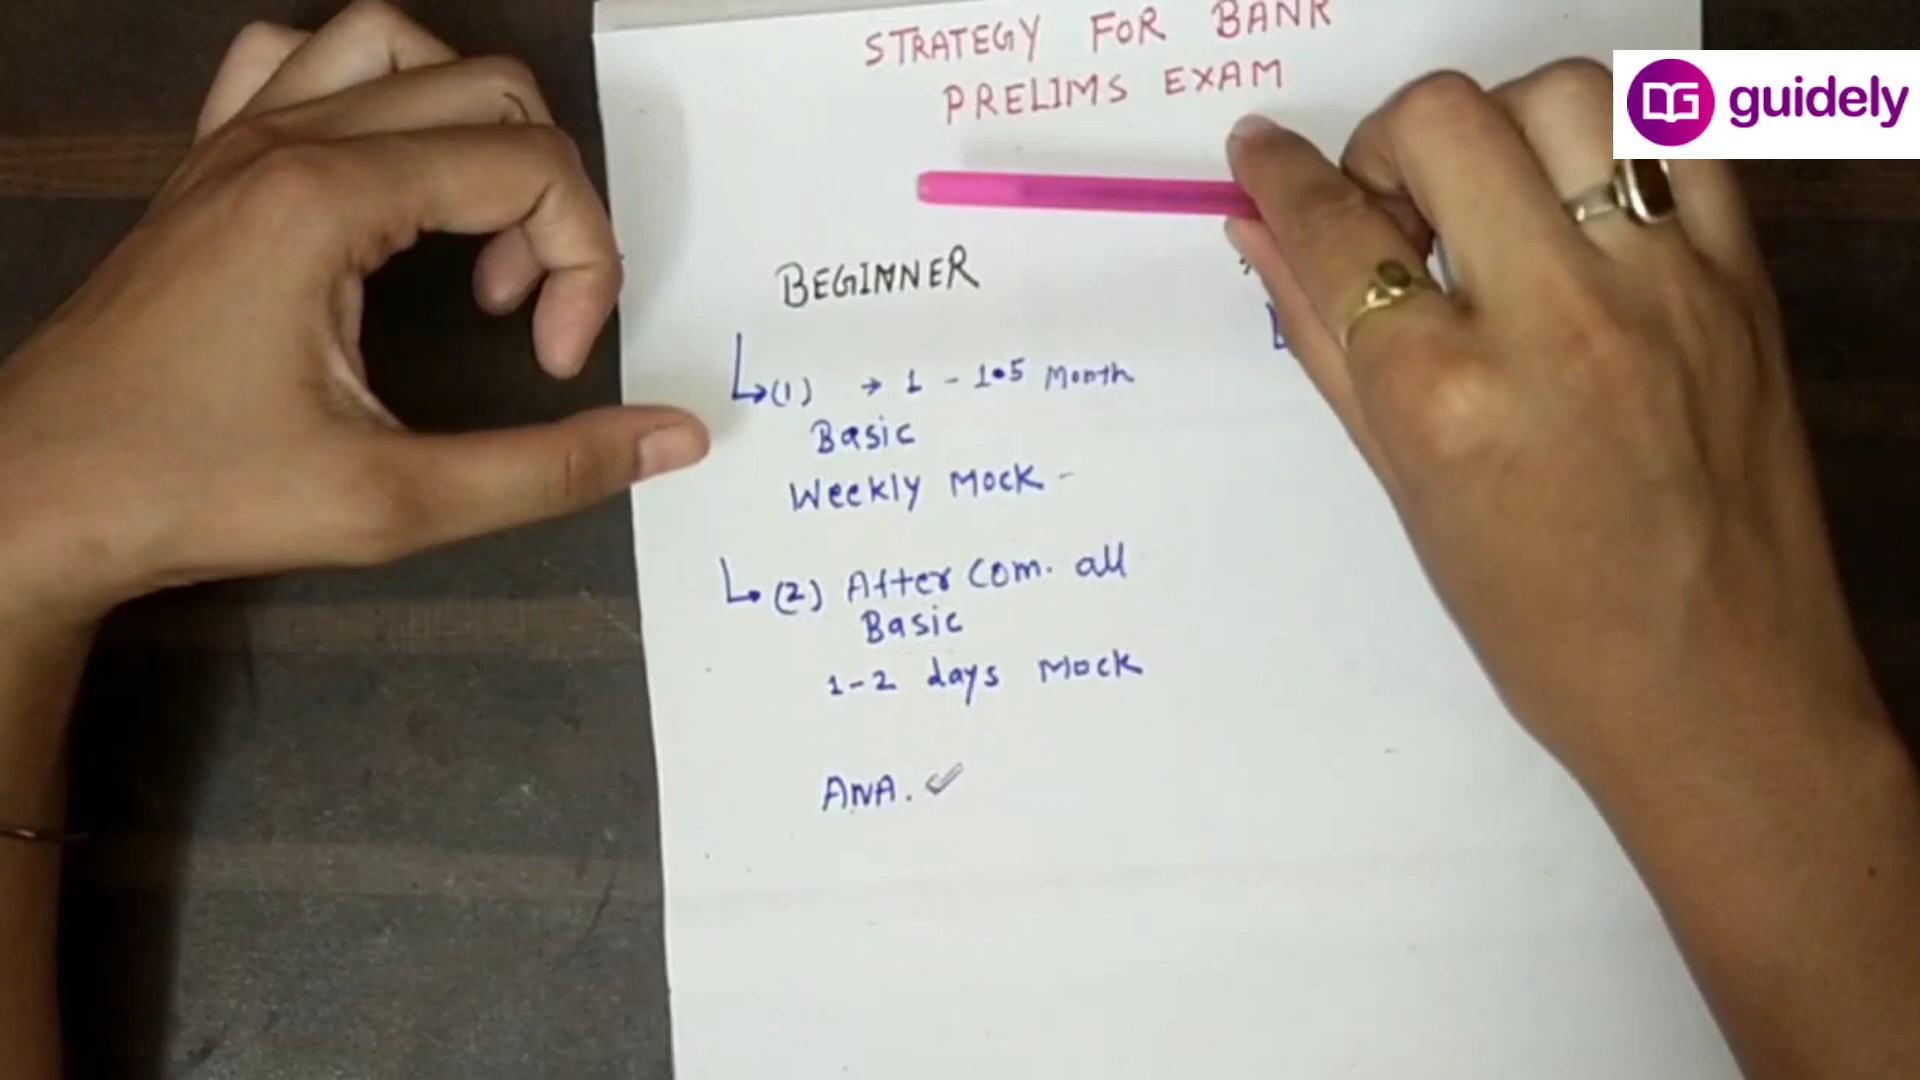 STRATEGY FOR BANK
PRELIMS EXAM
guidely
BEGINNER
(1) → 1 - 1.5 Month
Basic
Weekly Mock -
(2) After Com. all
Basic
1-2 days Mock
ANA. ✓